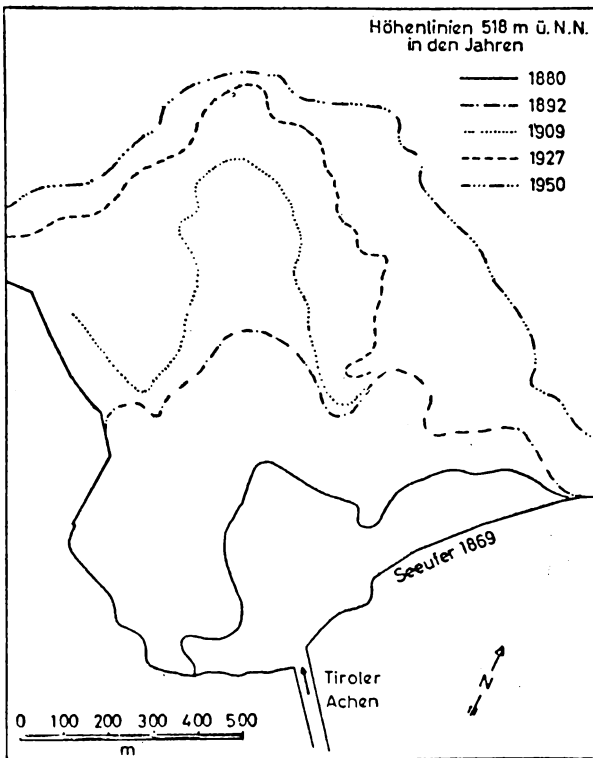 Höhenlinien 518 m ü. N.N.
in den Jahren
1880
1892
1909
1927
1950
Seeufer 1869
Tiroler
Achen
N
0 100 200 300 400 500
m